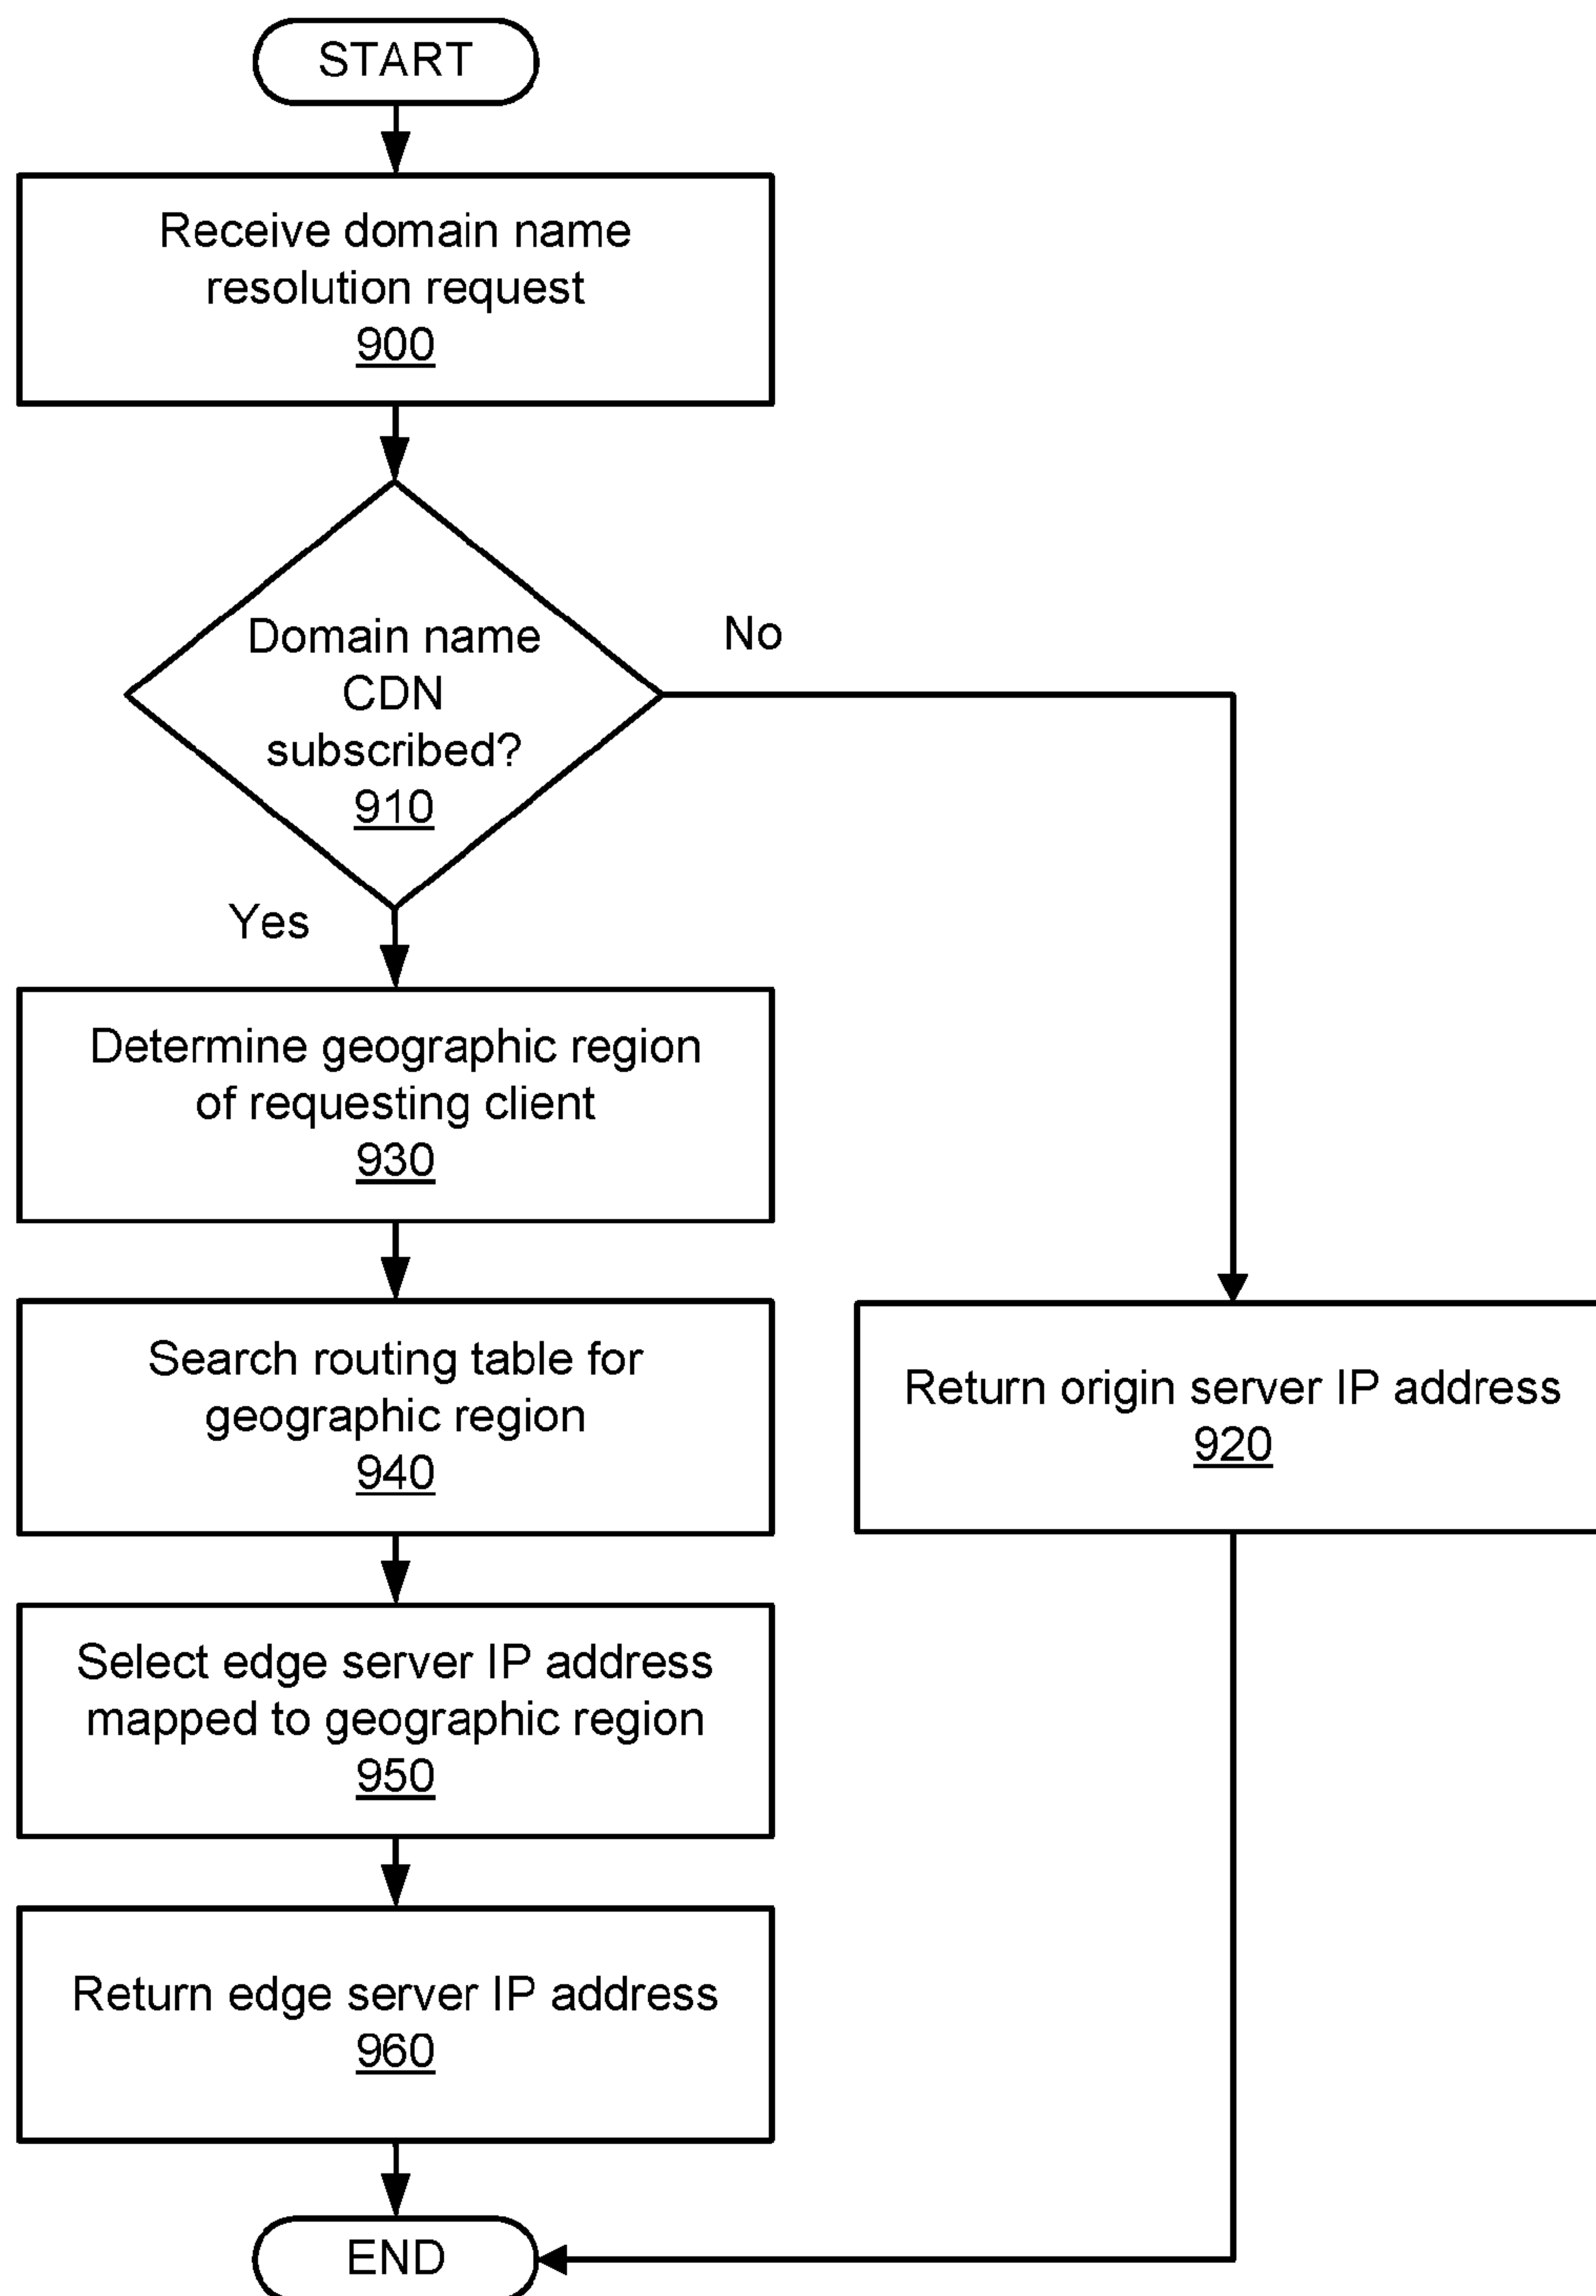 START
Receive domain name
resolution request
900
Domain name
CDN
subscribed?
910
No
Yes
Determine geographic region
of requesting client
930
Search routing table for
geographic region
940
Return origin server IP address
920
Select edge server IP address
mapped to geographic region
950
Return edge server IP address
960
END